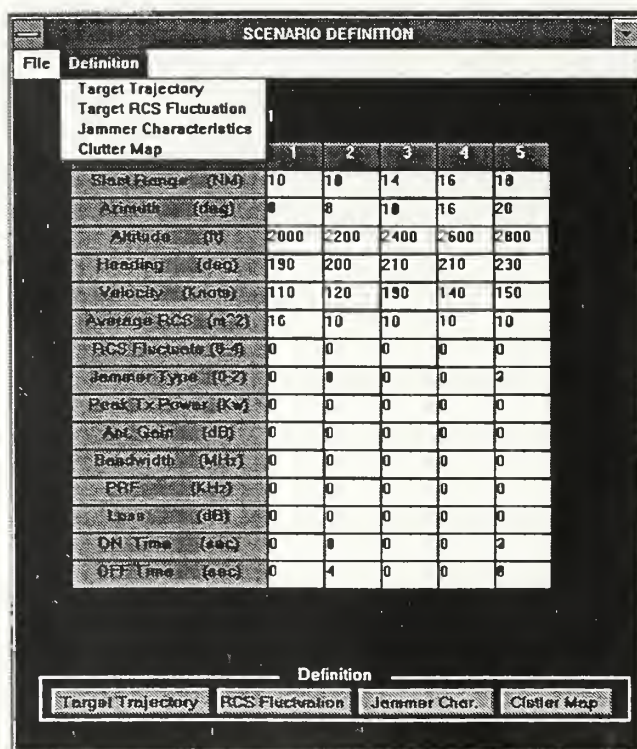 SCENARIO DEFINITION
File Definition
Target Trajectory
Target RCS Fluctuation
Jammer Characteristics
Clutter Map
1
1 2 3 4 5
Slant Range (NM) 10 18 14 16 18
Azimuth (deg) 8 16 20
Altitude (ft) 2000 2200 2400 2600 2800
Heading (deg) 190 200 210 210 230
Velocity (Knots) 110 120 140 150
Average RCS (m^2) 10 10 10 10
RCS Fluctuate (0-4) 0 0 0 0 0
Jammer Type (0-2) 0 0 0
Peak Tx Power (Kw) 0 0 0 0 0
Ant. Gain (dB) 0 0 0 0 0
Bandwidth (MHz) 0 0 0 0 0
PRF (KHz) 0 0 0 0 0
Loss (dB) 0 0 0 0 0
ON Time (sec) 0 0 0
OFF Time (sec) 0 4 0 0
Definition
Target Trajectory RCS Fluctuation Jammer Char. Clutter Map